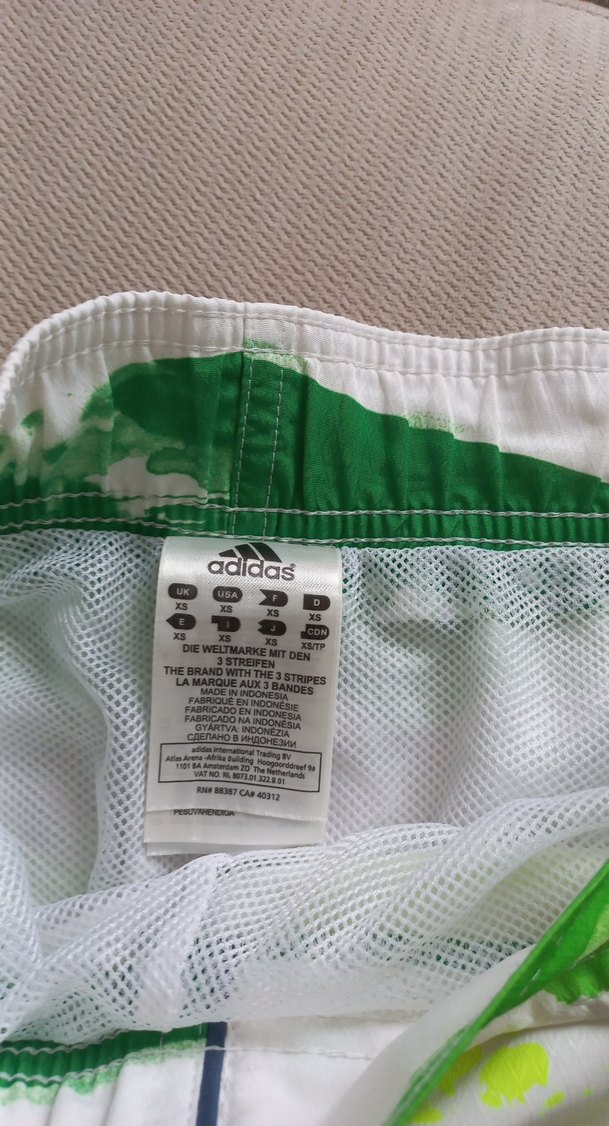 adidas
UK USA F D
XS XS XS XS
E I J CDN
XS XS XS XS/TP
DIE WELTMARKE MIT DEN
3 STREIFEN
THE BRAND WITH THE 3 STRIPES
LA MARQUE AUX 3 BANDES
MADE IN INDONESIA
FABRIQUÉ EN INDONÉSIE
FABRICADO EN INDONESIA
FABRICADO NA INDONÉSIA
GYÁRTVA: INDONÉZIA
СДЕЛАНО В ИНДОНЕЗИИ
adidas International Trading BV
Atlas Arena -Afrika Building Hoogoorddreef 9a
1101 BA Amsterdam ZO The Netherlands
VAT NO. NL 8073.01.322.B.01
RN# 88387 CA# 40312
PESUVAHENDIGA